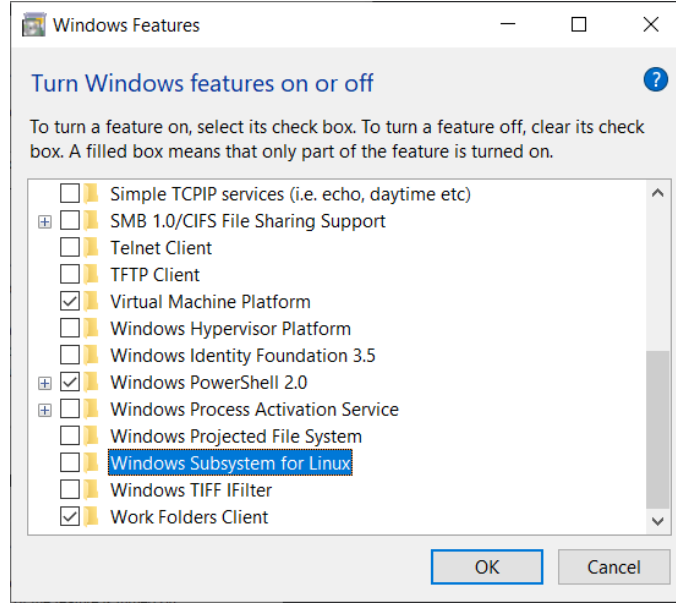 Windows Features
Turn Windows features on or off
To turn a feature on, select its check box. To turn a feature off, clear its check
box. A filled box means that only part of the feature is turned on.
Simple TCPIP services (i.e. echo, daytime etc)
SMB 1.0/CIFS File Sharing Support
Telnet Client
TFTP Client
Virtual Machine Platform
Windows Hypervisor Platform
Windows Identity Foundation 3.5
Windows PowerShell 2.0
Windows Process Activation Service
Windows Projected File System
Windows Subsystem for Linux
Windows TIFF IFilter
Work Folders Client
OK Cancel